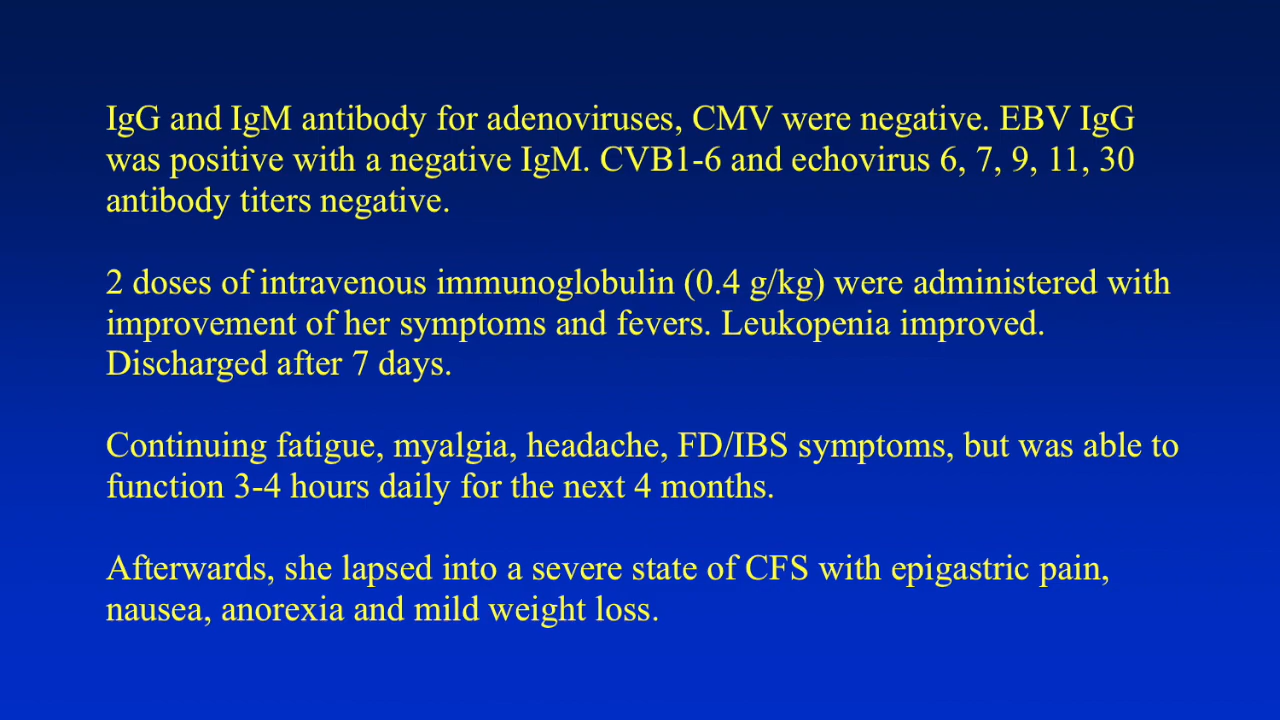 IgG and IgM antibody for adenoviruses, CMV were negative. EBV IgG
was positive with a negative IgM. CVB1-6 and echovirus 6, 7, 9, 11, 30
antibody titers negative.
2 doses of intravenous immunoglobulin (0.4 g/kg) were administered with
improvement of her symptoms and fevers. Leukopenia improved.
Discharged after 7 days.
Continuing fatigue, myalgia, headache, FD/IBS symptoms, but was able to
function 3-4 hours daily for the next 4 months.
Afterwards, she lapsed into a severe state of CFS with epigastric pain,
nausea, anorexia and mild weight loss.